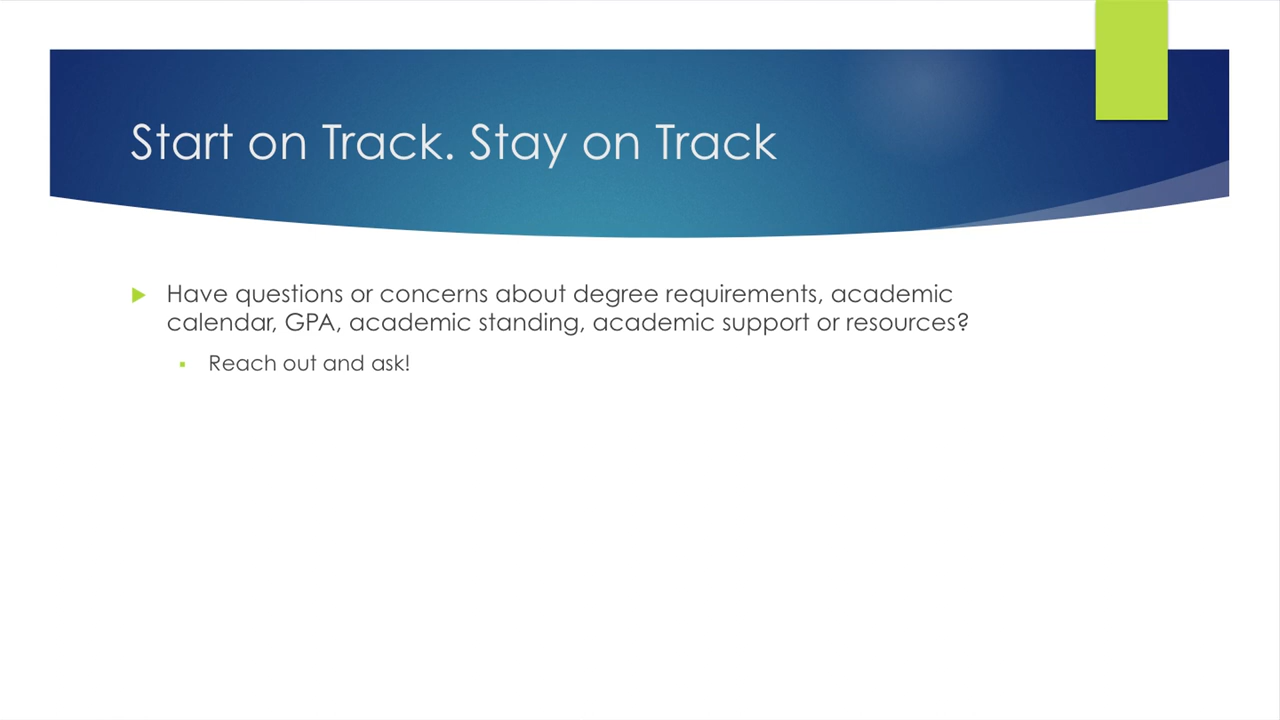 Start on Track. Stay on Track
Have questions or concerns about degree requirements, academic
calendar, GPA, academic standing, academic support or resources?
Reach out and ask!